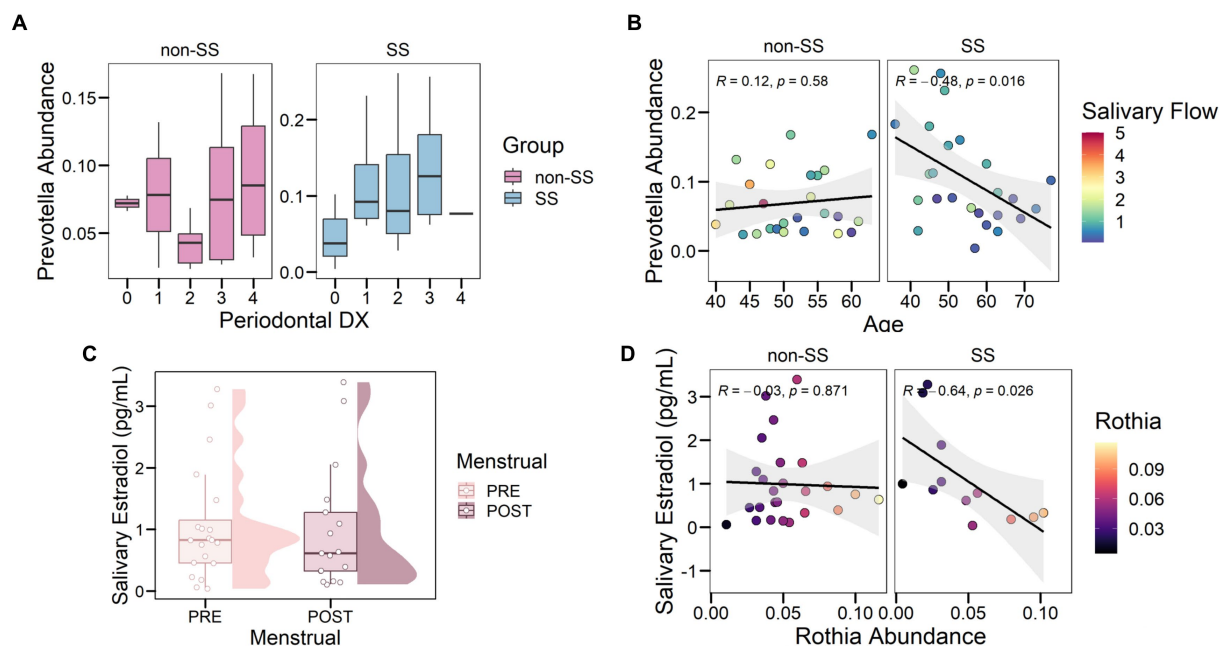 A
non-SS
SS
Prevotella Abundance
0.15
0.10
0.05
0.2
0.1
0.0
0
1
2
3
4
0
1
2
3
4
Periodontal DX
Group
non-SS
SS
B
non-SS
SS
R = 0.12, p = 0.58
R = −0.48, p = 0.016
Prevotella Abundance
0.2
0.1
0.0
40
45
50
55
60
40
50
60
70
Age
Salivary Flow
5
4
3
2
1
C
Salivary Estradiol (pg/mL)
3
2
1
0
PRE
POST
Menstrual
Menstrual
PRE
POST
D
non-SS
SS
R = −0.03, p = 0.871
R = −0.64, p = 0.026
Salivary Estradiol (pg/mL)
3
2
1
0
-1
0.00
0.05
0.10
0.00
0.05
0.10
Rothia Abundance
Rothia
0.09
0.06
0.03